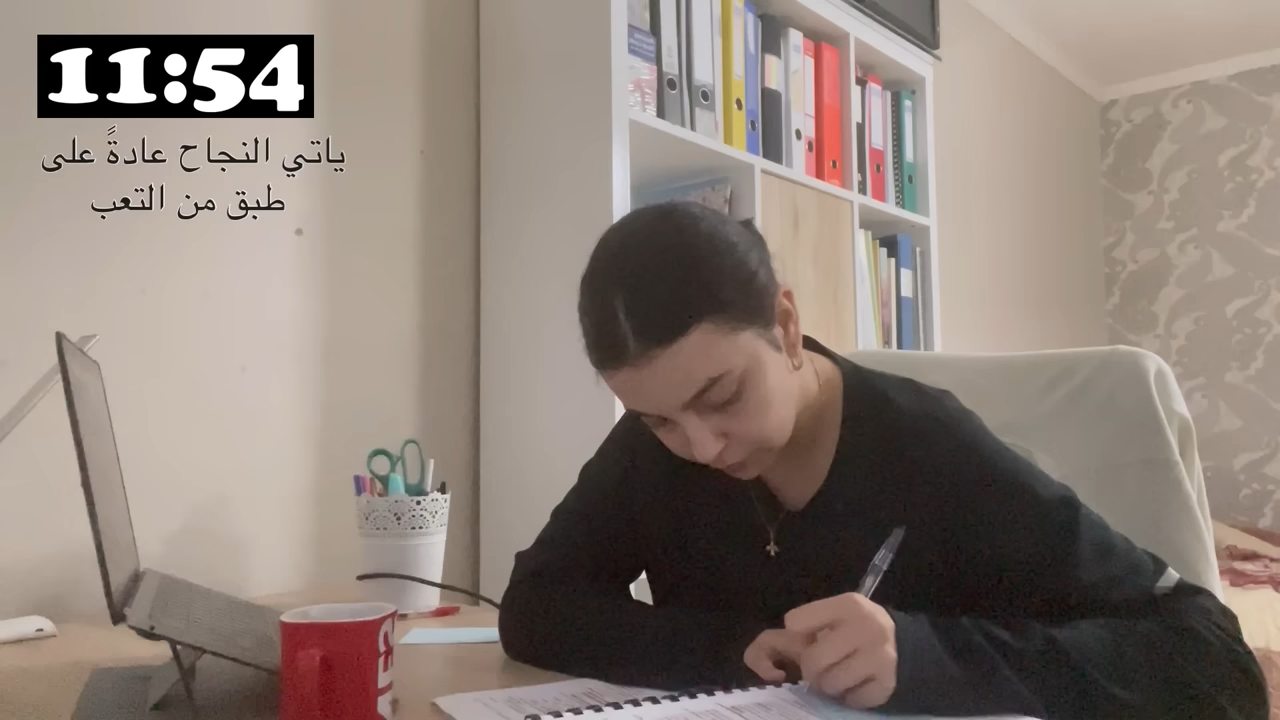 11:54
ياتي النجاح عادةً على
طبق من التعب